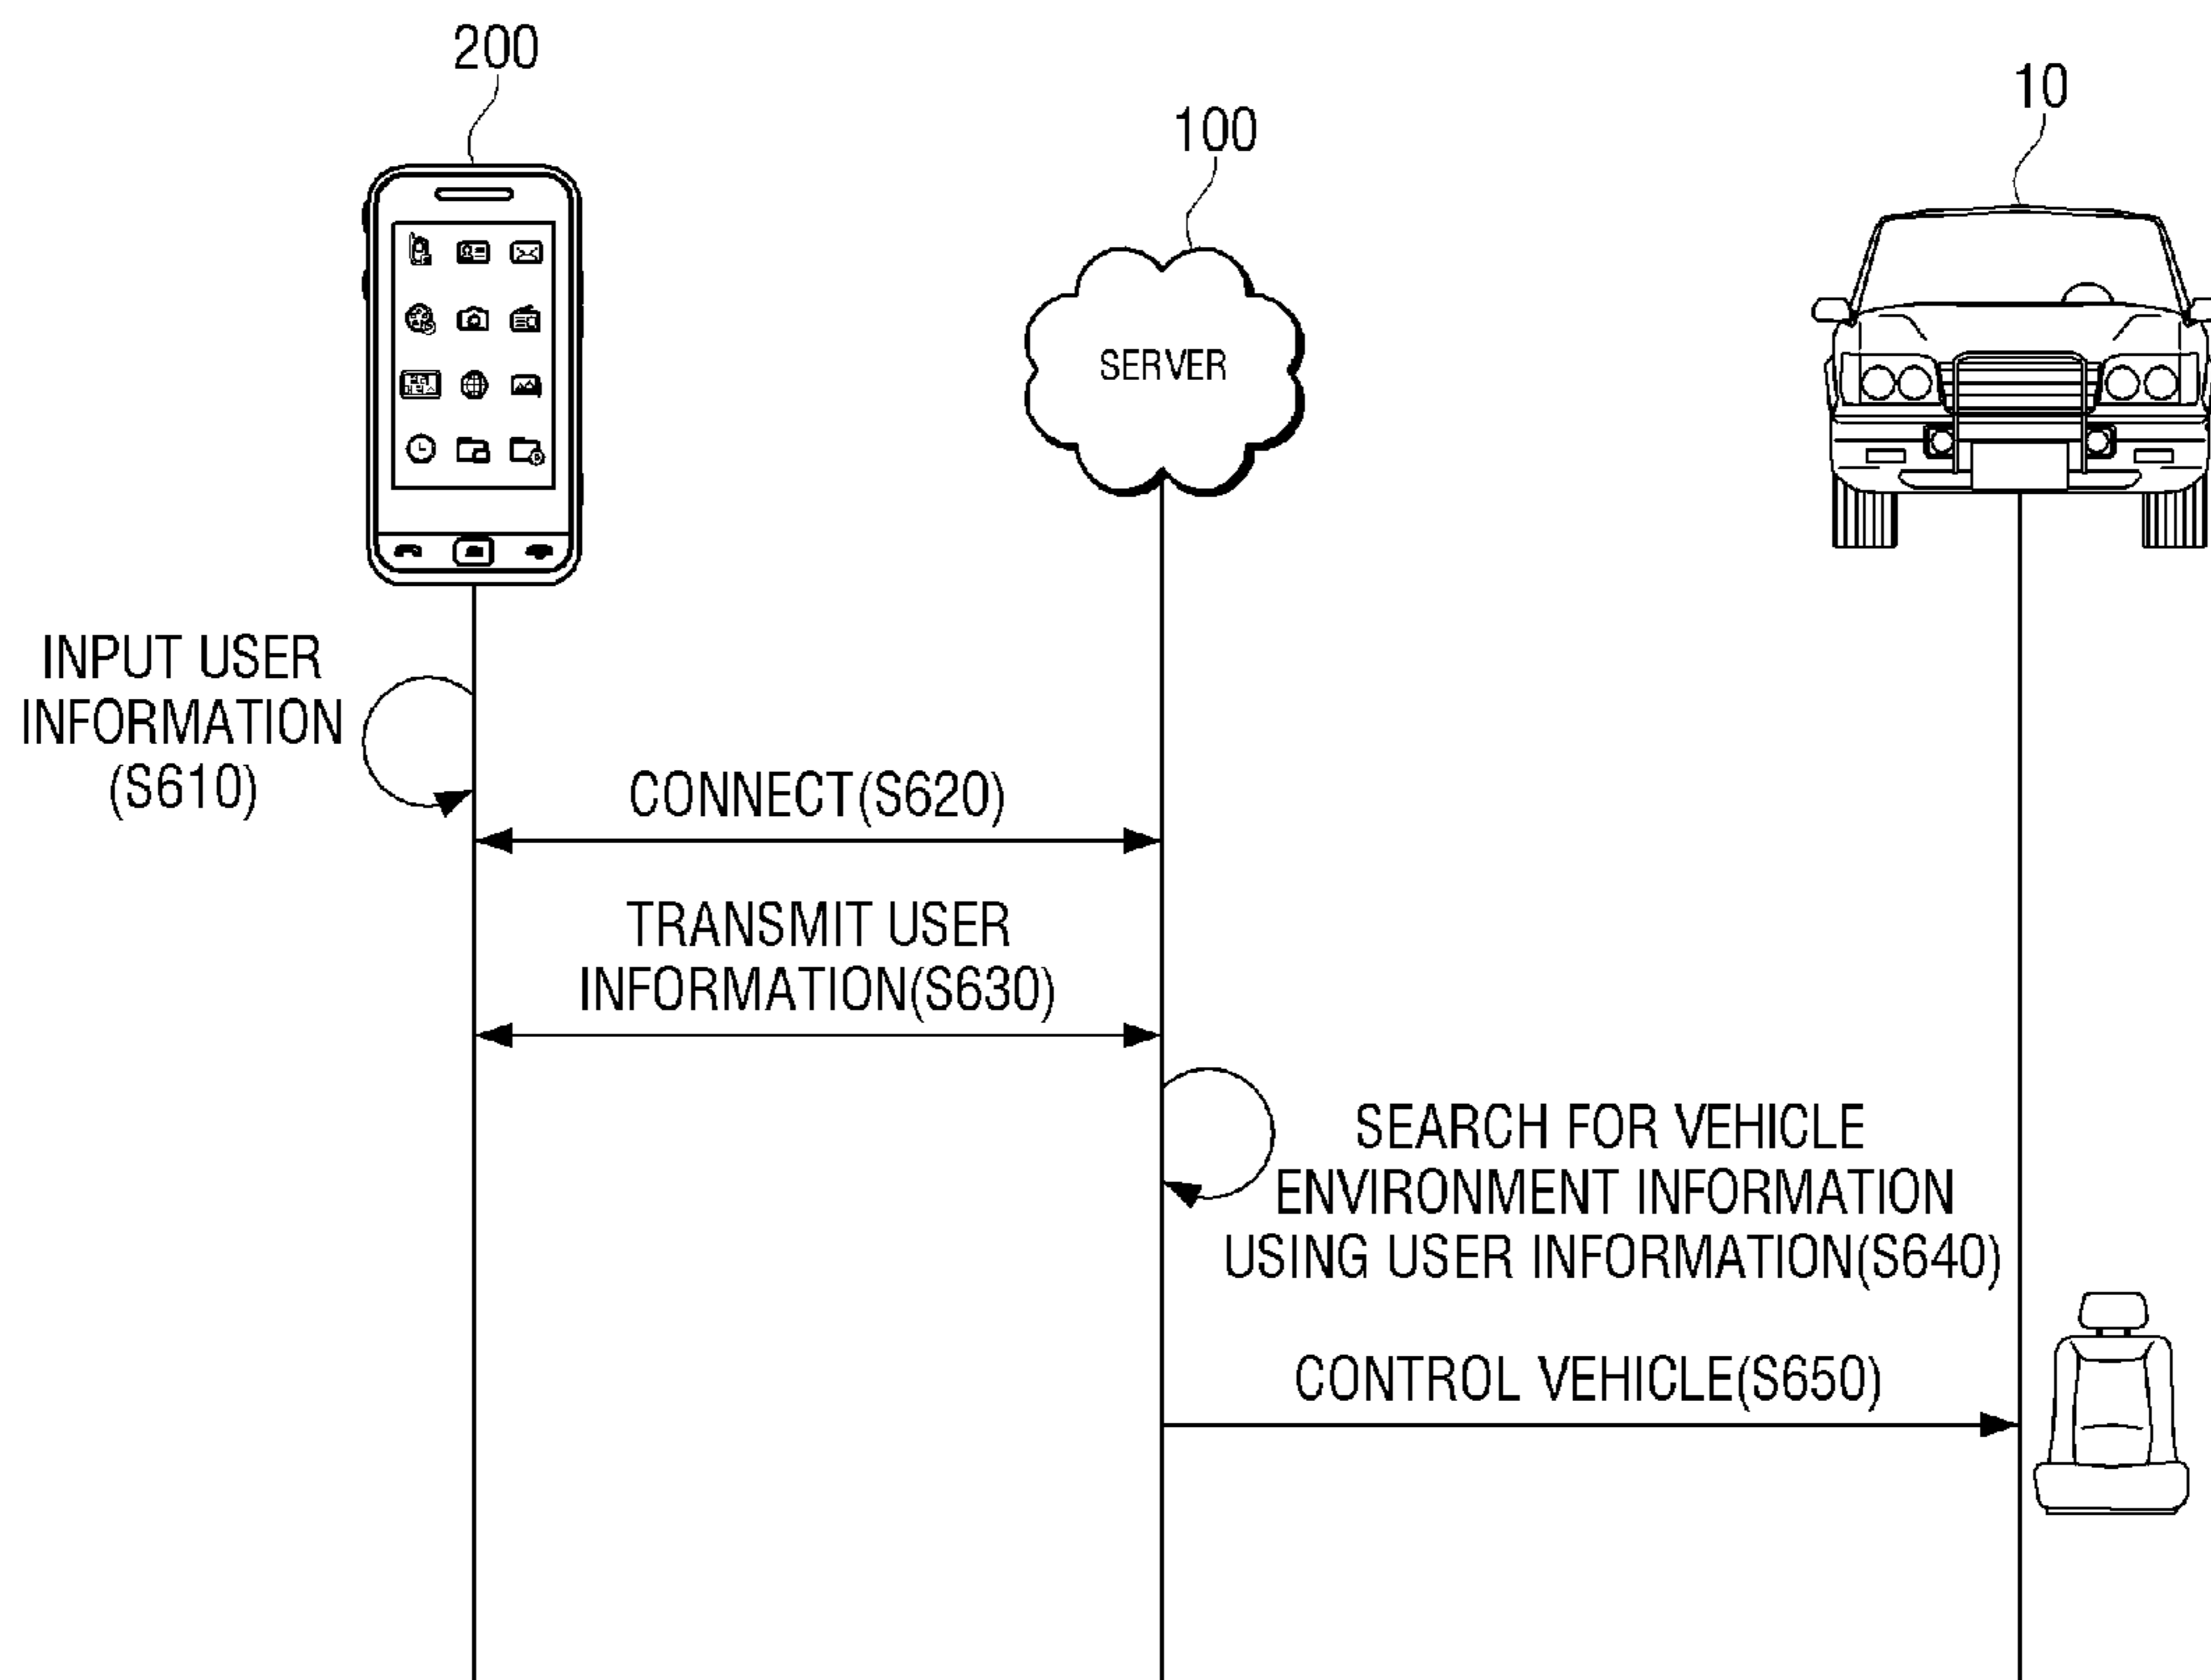 200
100
10
SERVER
INPUT USER
INFORMATION
(S610)
CONNECT(S620)
TRANSMIT USER
INFORMATION(S630)
SEARCH FOR VEHICLE
ENVIRONMENT INFORMATION
USING USER INFORMATION(S640)
CONTROL VEHICLE(S650)